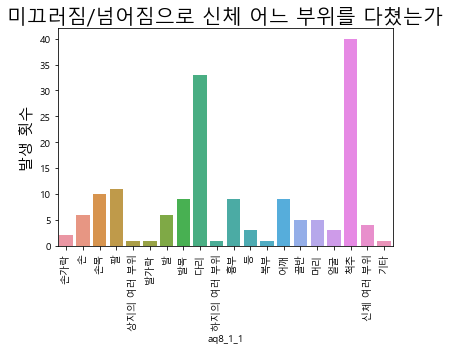 미끄러짐/넘어짐으로 신체 어느 부위를 다쳤는가
발생 횟수
40
35
30
25
20
15
10
5
0
손가락
손
손목
팔
상지의 여러 부위
발가락
발
발목
다리
하지의 여러 부위
흉부
등
복부
어깨
골반
머리
얼굴
척추
신체 여러 부위
기타
aq8_1_1